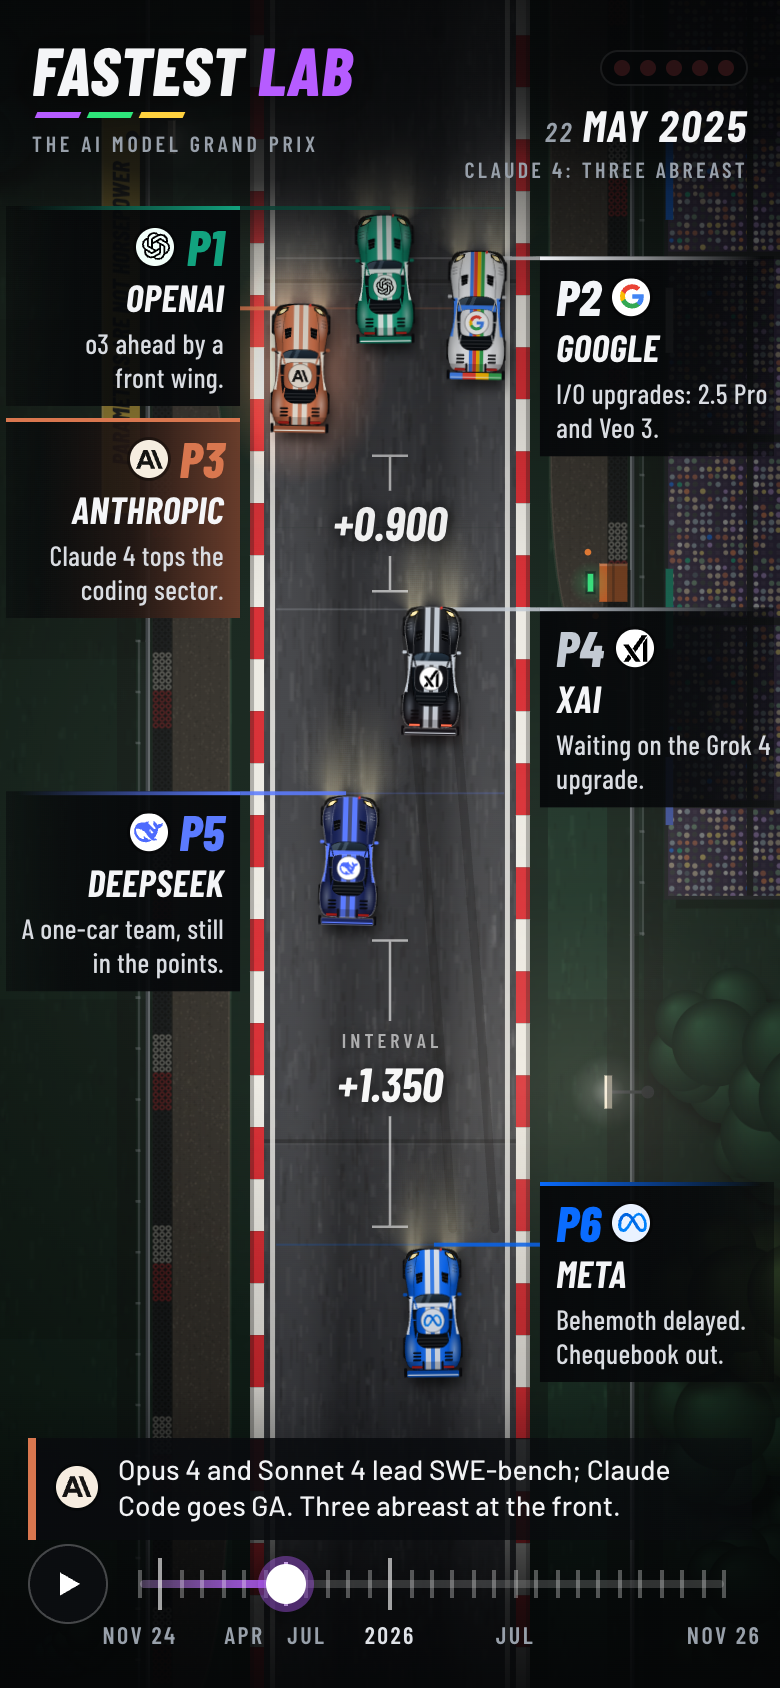 FASTEST LAB
THE AI MODEL GRAND PRIX
22 MAY 2025
CLAUDE 4: THREE ABREAST
P1
OPENAI
o3 ahead by a
front wing.
P2
GOOGLE
I/O upgrades: 2.5 Pro
and Veo 3.
P3
ANTHROPIC
Claude 4 tops the
coding sector.
+0.900
P4
XAI
Waiting on the Grok 4
upgrade.
P5
DEEPSEEK
A one-car team, still
in the points.
INTERVAL
+1.350
P6
META
Behemoth delayed.
Chequebook out.
Opus 4 and Sonnet 4 lead SWE-bench; Claude
Code goes GA. Three abreast at the front.
NOV 24 APR JUL 2026 JUL NOV 26